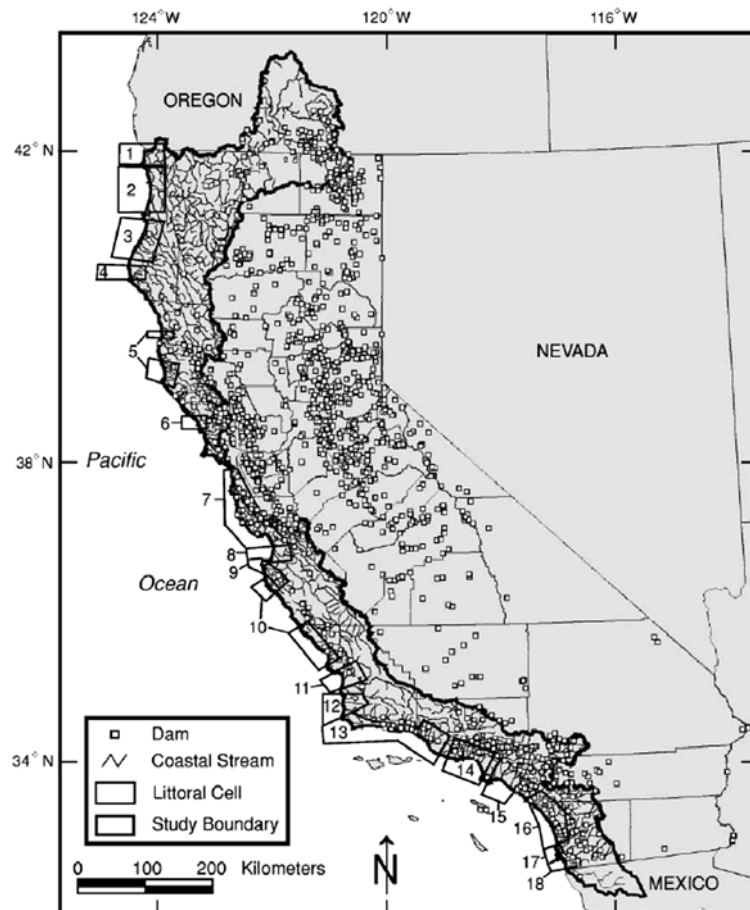 124°W 120°W 116°W
OREGON
42°N
1
2
3
4
5
NEVADA
6
38°N
Pacific
7
8
9
Ocean
10
11
12
13
34°N
14
15
16
17
18
MEXICO
Dam
Coastal Stream
Littoral Cell
Study Boundary
0 100 200 Kilometers
N